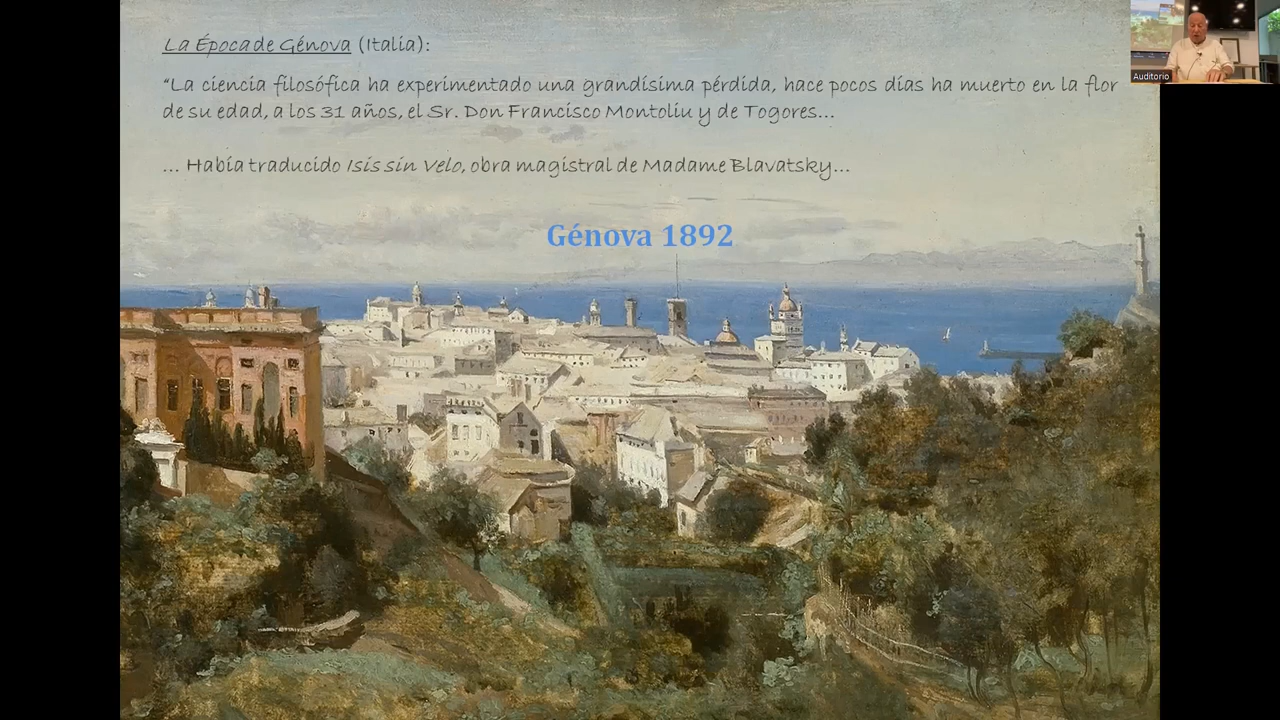 La Época de Génova (Italia):
“La ciencia filosófica ha experimentado una grandísima pérdida, hace pocos días ha muerto en la flor
de su edad, a los 31 años, el Sr. Don Francisco Montoliu y de Togores...
... Había traducido Isis sin Velo, obra magistral de Madame Blavatsky...
Génova 1892
Auditorio